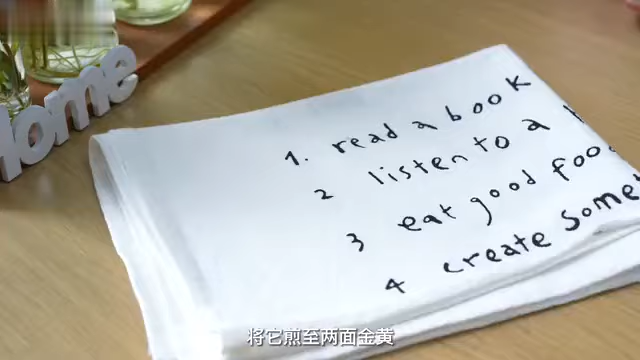 Home
1. read a book
2 listen to a
3 eat good foo
4 create some
将它煎至两面金黄